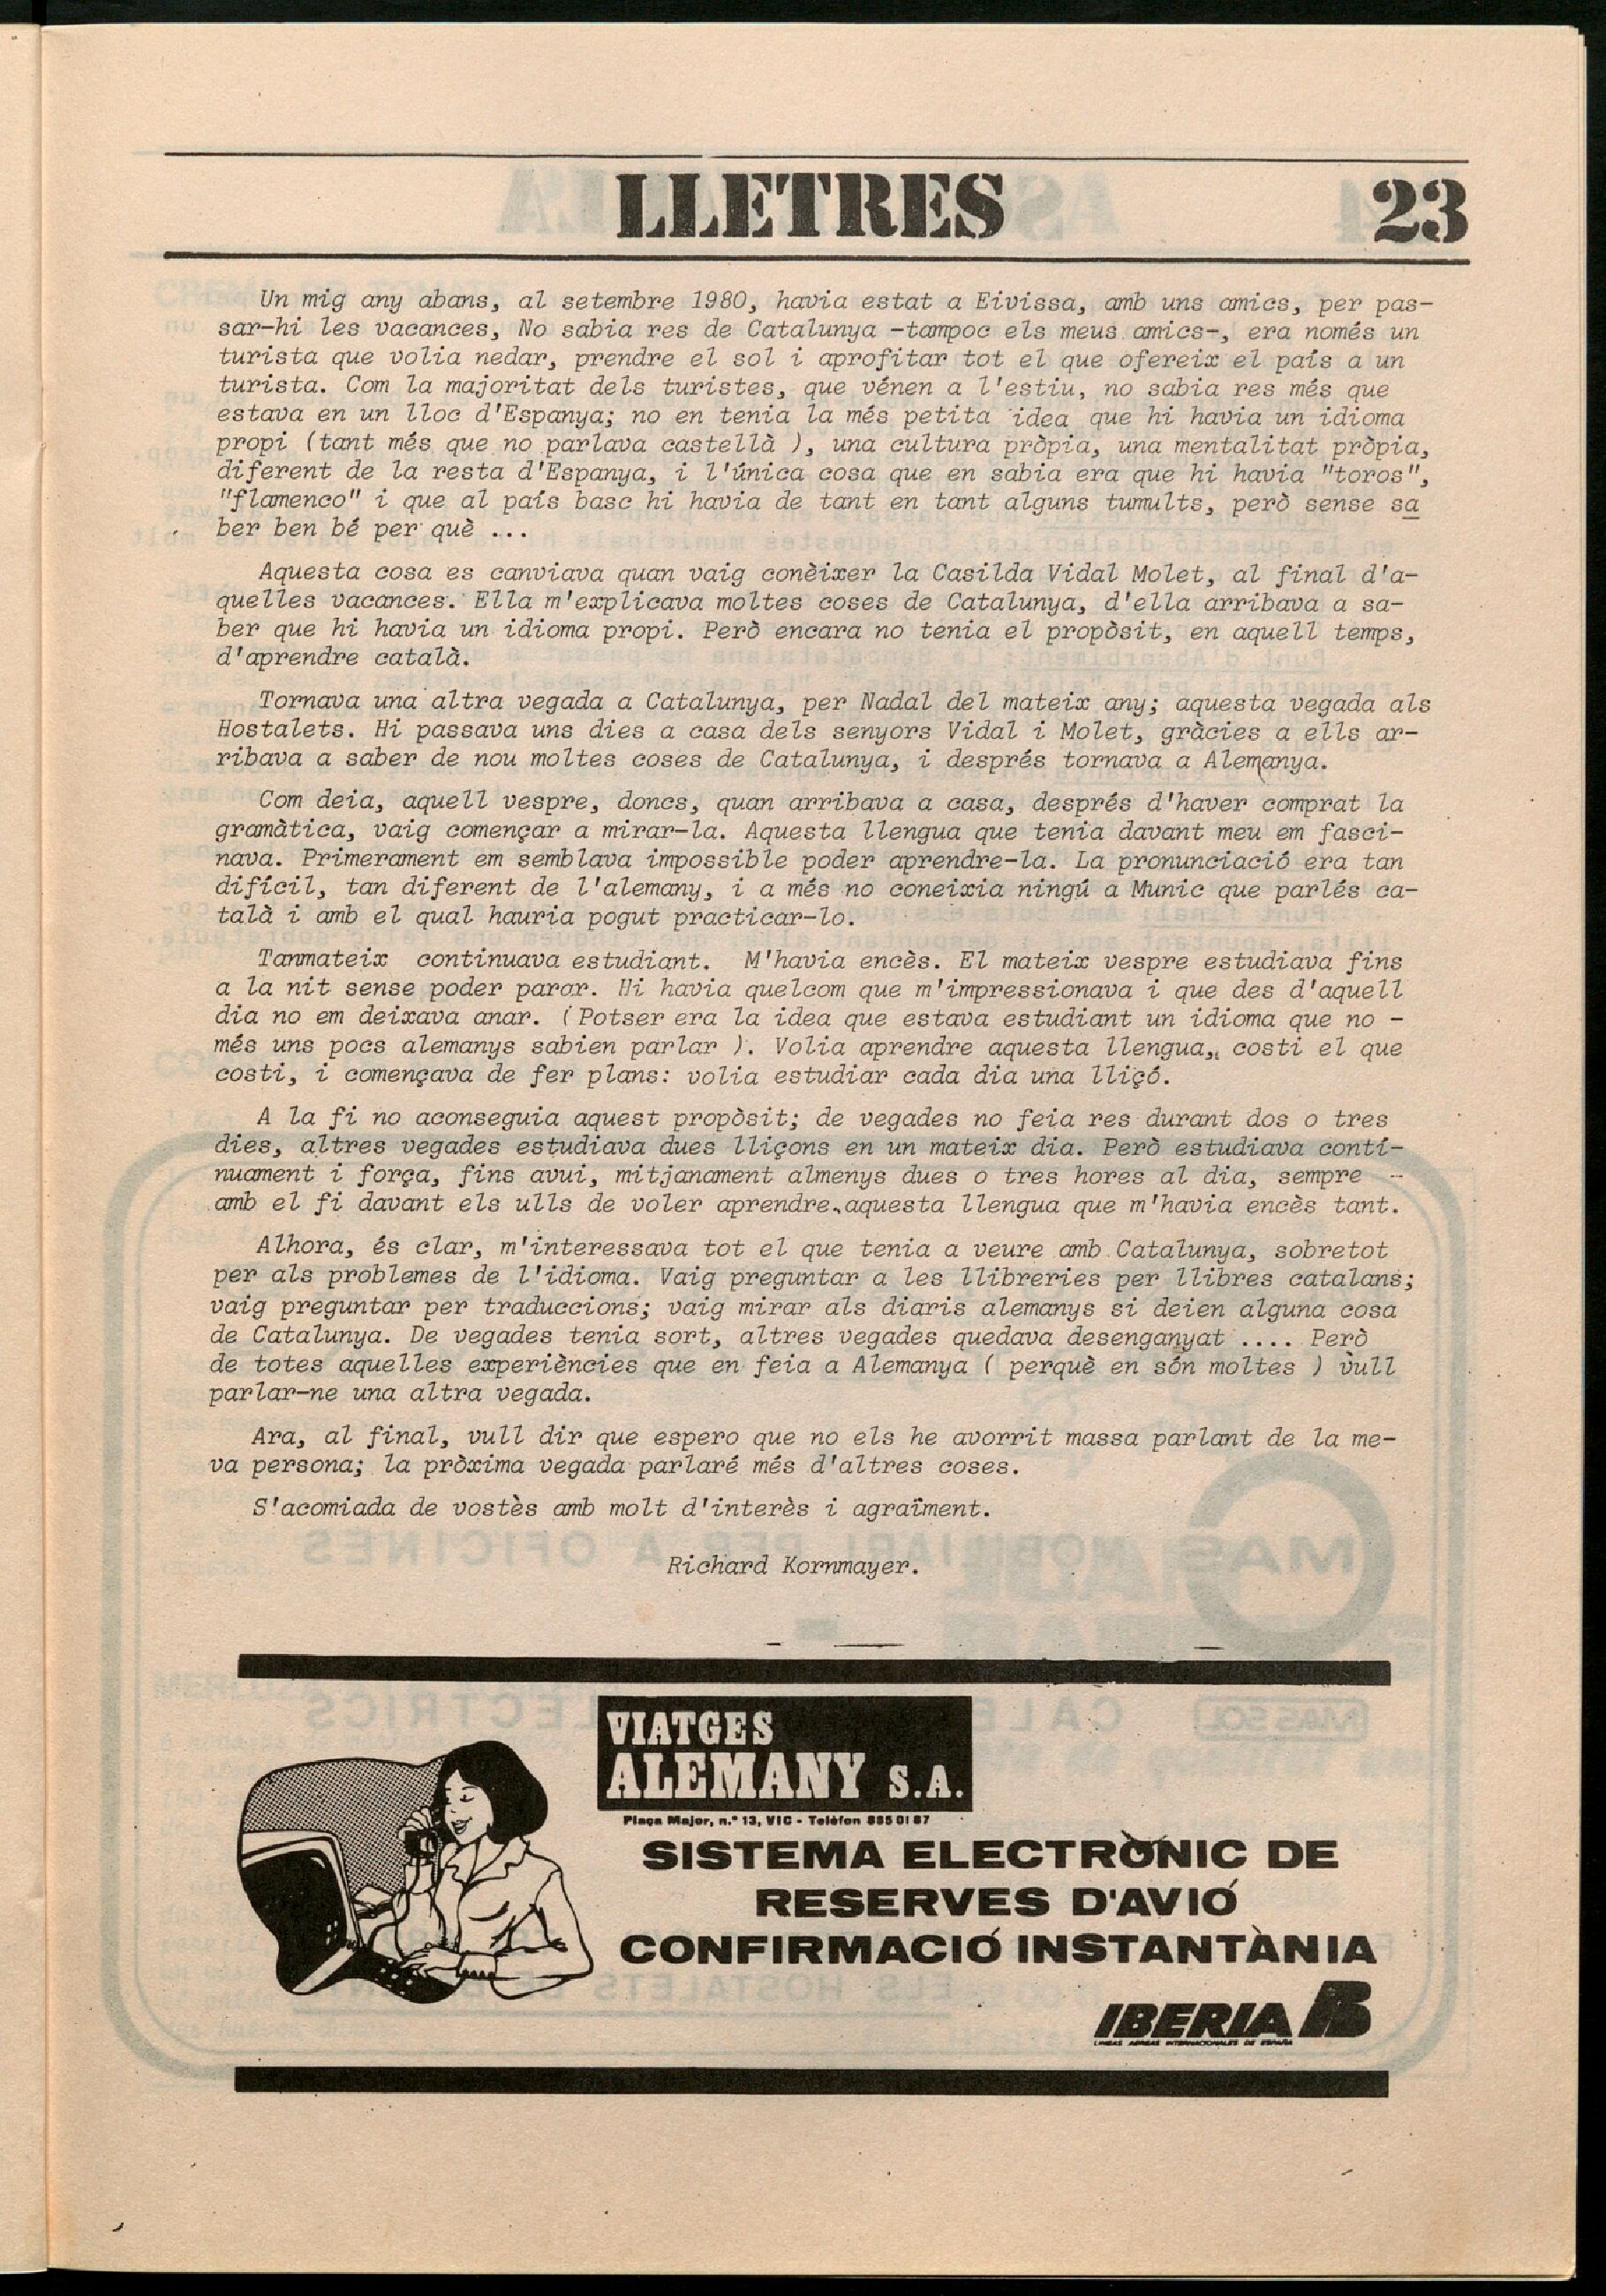 LLETRES 23
Un mig any abans, al setembre 1980, havia estat a Eivissa, amb uns amics, per pas-
sar-hi les vacances, No sabia res de Catalunya -tampoc els meus amics-, era només un
turista que volia nedar, prendre el sol i aprofitar tot el que ofereix el país a un
turista. Com la majoritat dels turistes, que vénen a l'estiu, no sabia res més que
estava en un lloc d'Espanya; no en tenia la més petita idea que hi havia un idioma
propi (tant més que no parlava castellà ), una cultura pròpia, una mentalitat pròpia,
diferent de la resta d'Espanya, i l'única cosa que en sabia era que hi havia "toros",
"flamenco" i que al país basc hi havia de tant en tant alguns tumults, però sense sa
ber ben bé per què ...
Aquesta cosa es canviava quan vaig conèixer la Casilda Vidal Molet, al final d'a-
quelles vacances. Ella m'explicava moltes coses de Catalunya, d'ella arribava a sa-
ber que hi havia un idioma propi. Però encara no tenia el propòsit, en aquell temps,
d'aprendre català.
Tornava una altra vegada a Catalunya, per Nadal del mateix any; aquesta vegada als
Hostalets. Hi passava uns dies a casa dels senyors Vidal i Molet, gràcies a ells ar-
ribava a saber de nou moltes coses de Catalunya, i després tornava a Alemanya.
Com deia, aquell vespre, doncs, quan arribava a casa, després d'haver comprat la
gramàtica, vaig començar a mirar-la. Aquesta llengua que tenia davant meu em fasci-
nava. Primerament em semblava impossible poder aprendre-la. La pronunciació era tan
difícil, tan diferent de l'alemany, i a més no coneixia ningú a Munic que parlés ca-
talà i amb el qual hauria pogut practicar-lo.
Tanmateix continuava estudiant. M'havia encès. El mateix vespre estudiava fins
a la nit sense poder parar. Hi havia quelcom que m'impressionava i que des d'aquell
dia no em deixava anar. (Potser era la idea que estava estudiant un idioma que no -
més uns pocs alemanys sabien parlar ). Volia aprendre aquesta llengua, costi el que
costi, i començava de fer plans: volia estudiar cada dia una lliçó.
A la fi no aconseguia aquest propòsit; de vegades no feia res durant dos o tres
dies, altres vegades estudiava dues lliçons en un mateix dia. Però estudiava contí-
nuament i força, fins avui, mitjanament almenys dues o tres hores al dia, sempre -
amb el fi davant els ulls de voler aprendre aquesta llengua que m'havia encès tant.
Alhora, és clar, m'interessava tot el que tenia a veure amb Catalunya, sobretot
per als problemes de l'idioma. Vaig preguntar a les llibreries per llibres catalans;
vaig preguntar per traduccions; vaig mirar als diaris alemanys si deien alguna cosa
de Catalunya. De vegades tenia sort, altres vegades quedava desenganyat .... Però
de totes aquelles experiències que en feia a Alemanya ( perquè en són moltes ) vull
parlar-ne una altra vegada.
Ara, al final, vull dir que espero que no els he avorrit massa parlant de la me-
va persona; la pròxima vegada parlaré més d'altres coses.
S'acomiada de vostès amb molt d'interès i agraïment.
Richard Kornmayer.
VIATGES
ALEMANY S.A.
Plaça Major, n.º 13, VIC - Telèfon 885 01 87
SISTEMA ELECTRÒNIC DE
RESERVES D'AVIÓ
CONFIRMACIÓ INSTANTÀNIA
IBERIA
LINEAS AEREAS INTERNACIONALES DE ESPAÑA